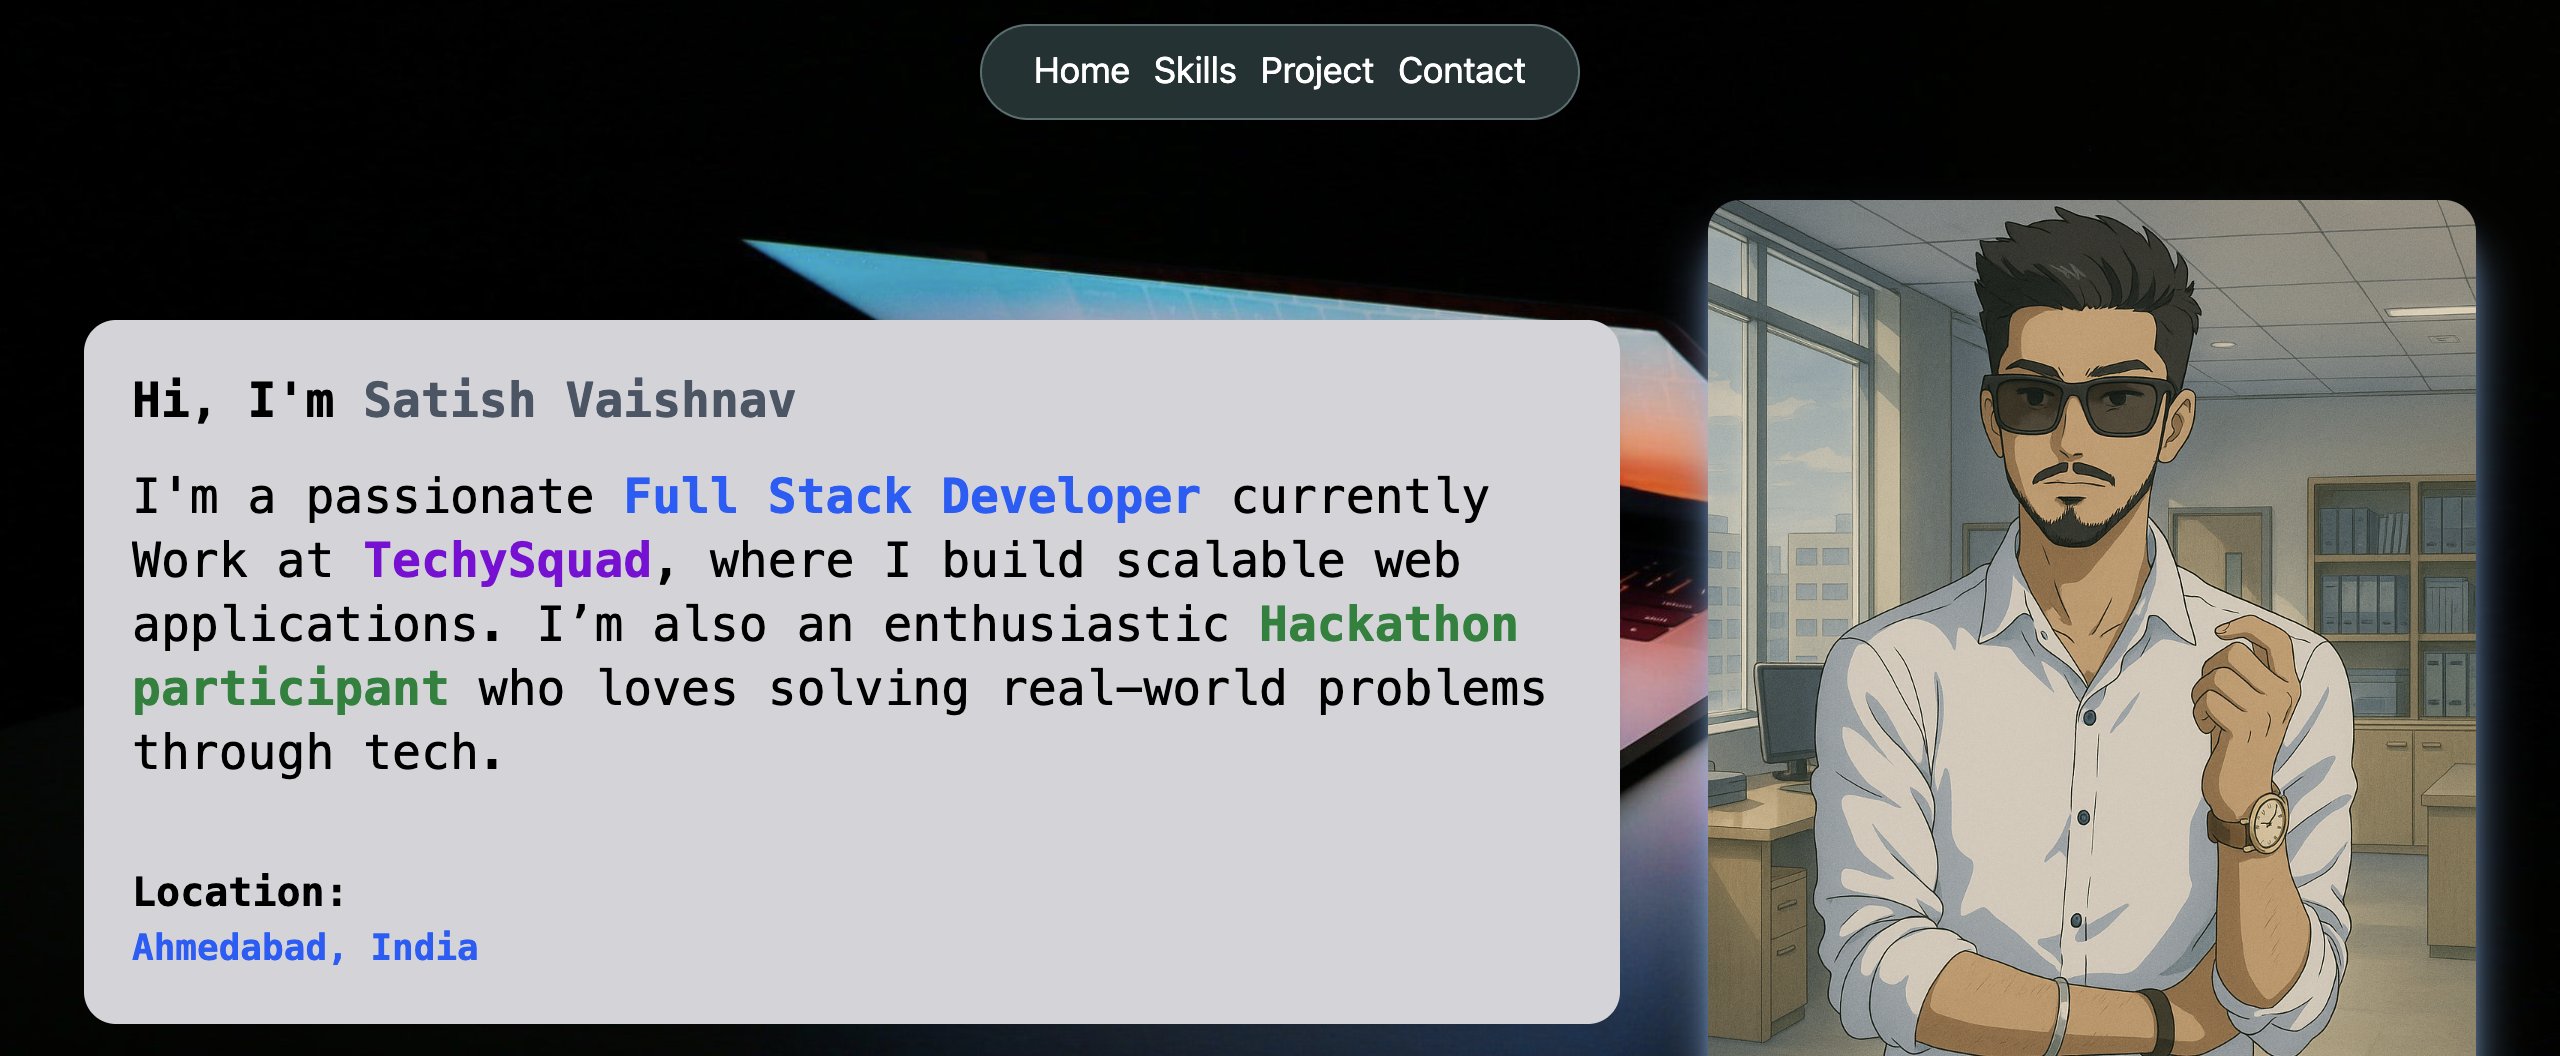 Home Skills Project Contact
Hi, I'm Satish Vaishnav
I'm a passionate Full Stack Developer currently
Work at TechySquad, where I build scalable web
applications. I’m also an enthusiastic Hackathon
participant who loves solving real-world problems
through tech.
Location:
Ahmedabad, India